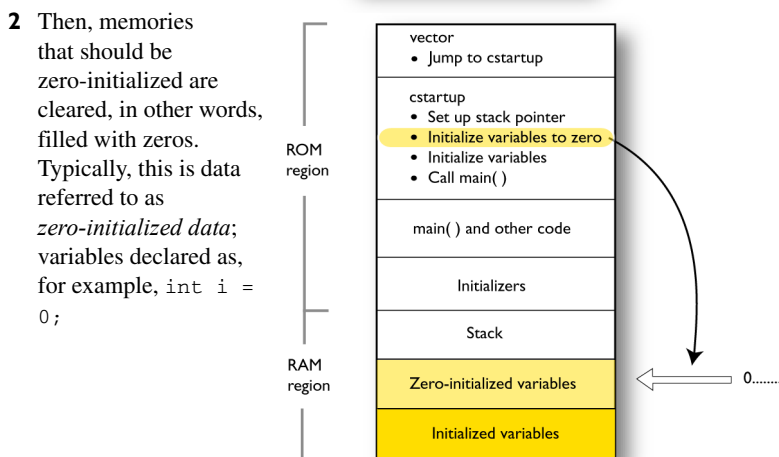 2 Then, memories
that should be
zero-initialized are
cleared, in other words,
filled with zeros.
Typically, this is data
referred to as
zero-initialized data;
variables declared as,
for example, int i =
0;
ROM
region
RAM
region
vector
• Jump to cstartup
cstartup
• Set up stack pointer
• Initialize variables to zero
• Initialize variables
• Call main( )
main( ) and other code
Initializers
Stack
Zero-initialized variables
Initialized variables
0........